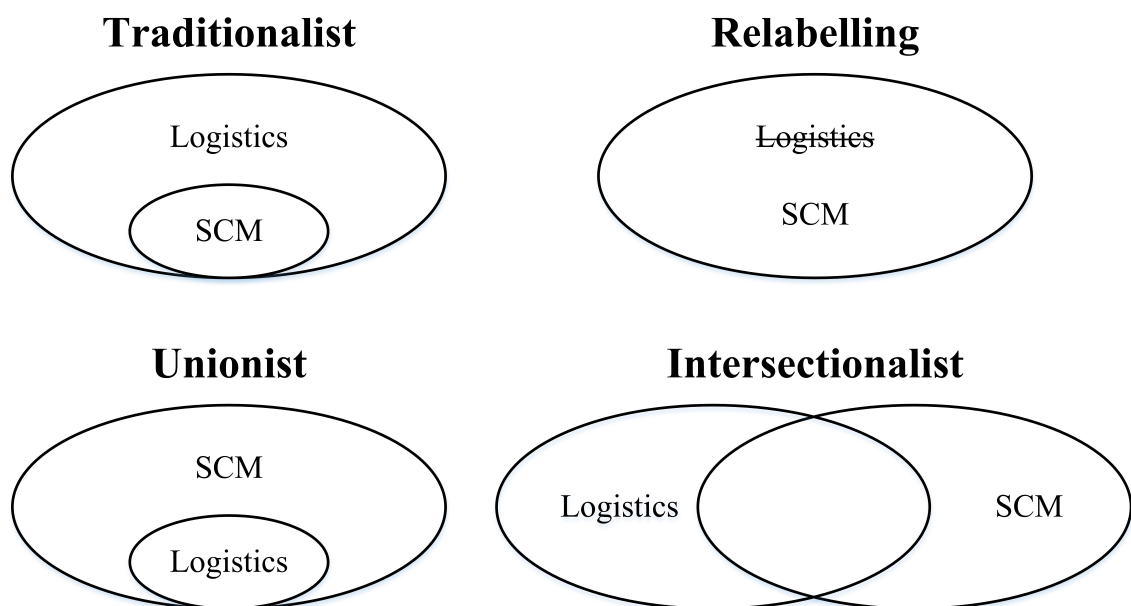 Traditionalist
Logistics
SCM
Relabelling
Logistics
SCM
Unionist
SCM
Logistics
Intersectionalist
Logistics
SCM